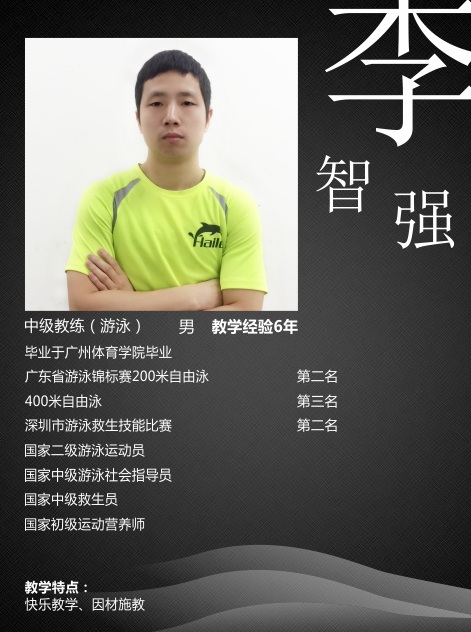 李
智
强
Haile
中级教练（游泳） 男 教学经验6年
毕业于广州体育学院毕业
广东省游泳锦标赛200米自由泳 第二名
400米自由泳 第三名
深圳市游泳救生技能比赛 第二名
国家二级游泳运动员
国家中级游泳社会指导员
国家中级救生员
国家初级运动营养师
教学特点：
快乐教学、因材施教